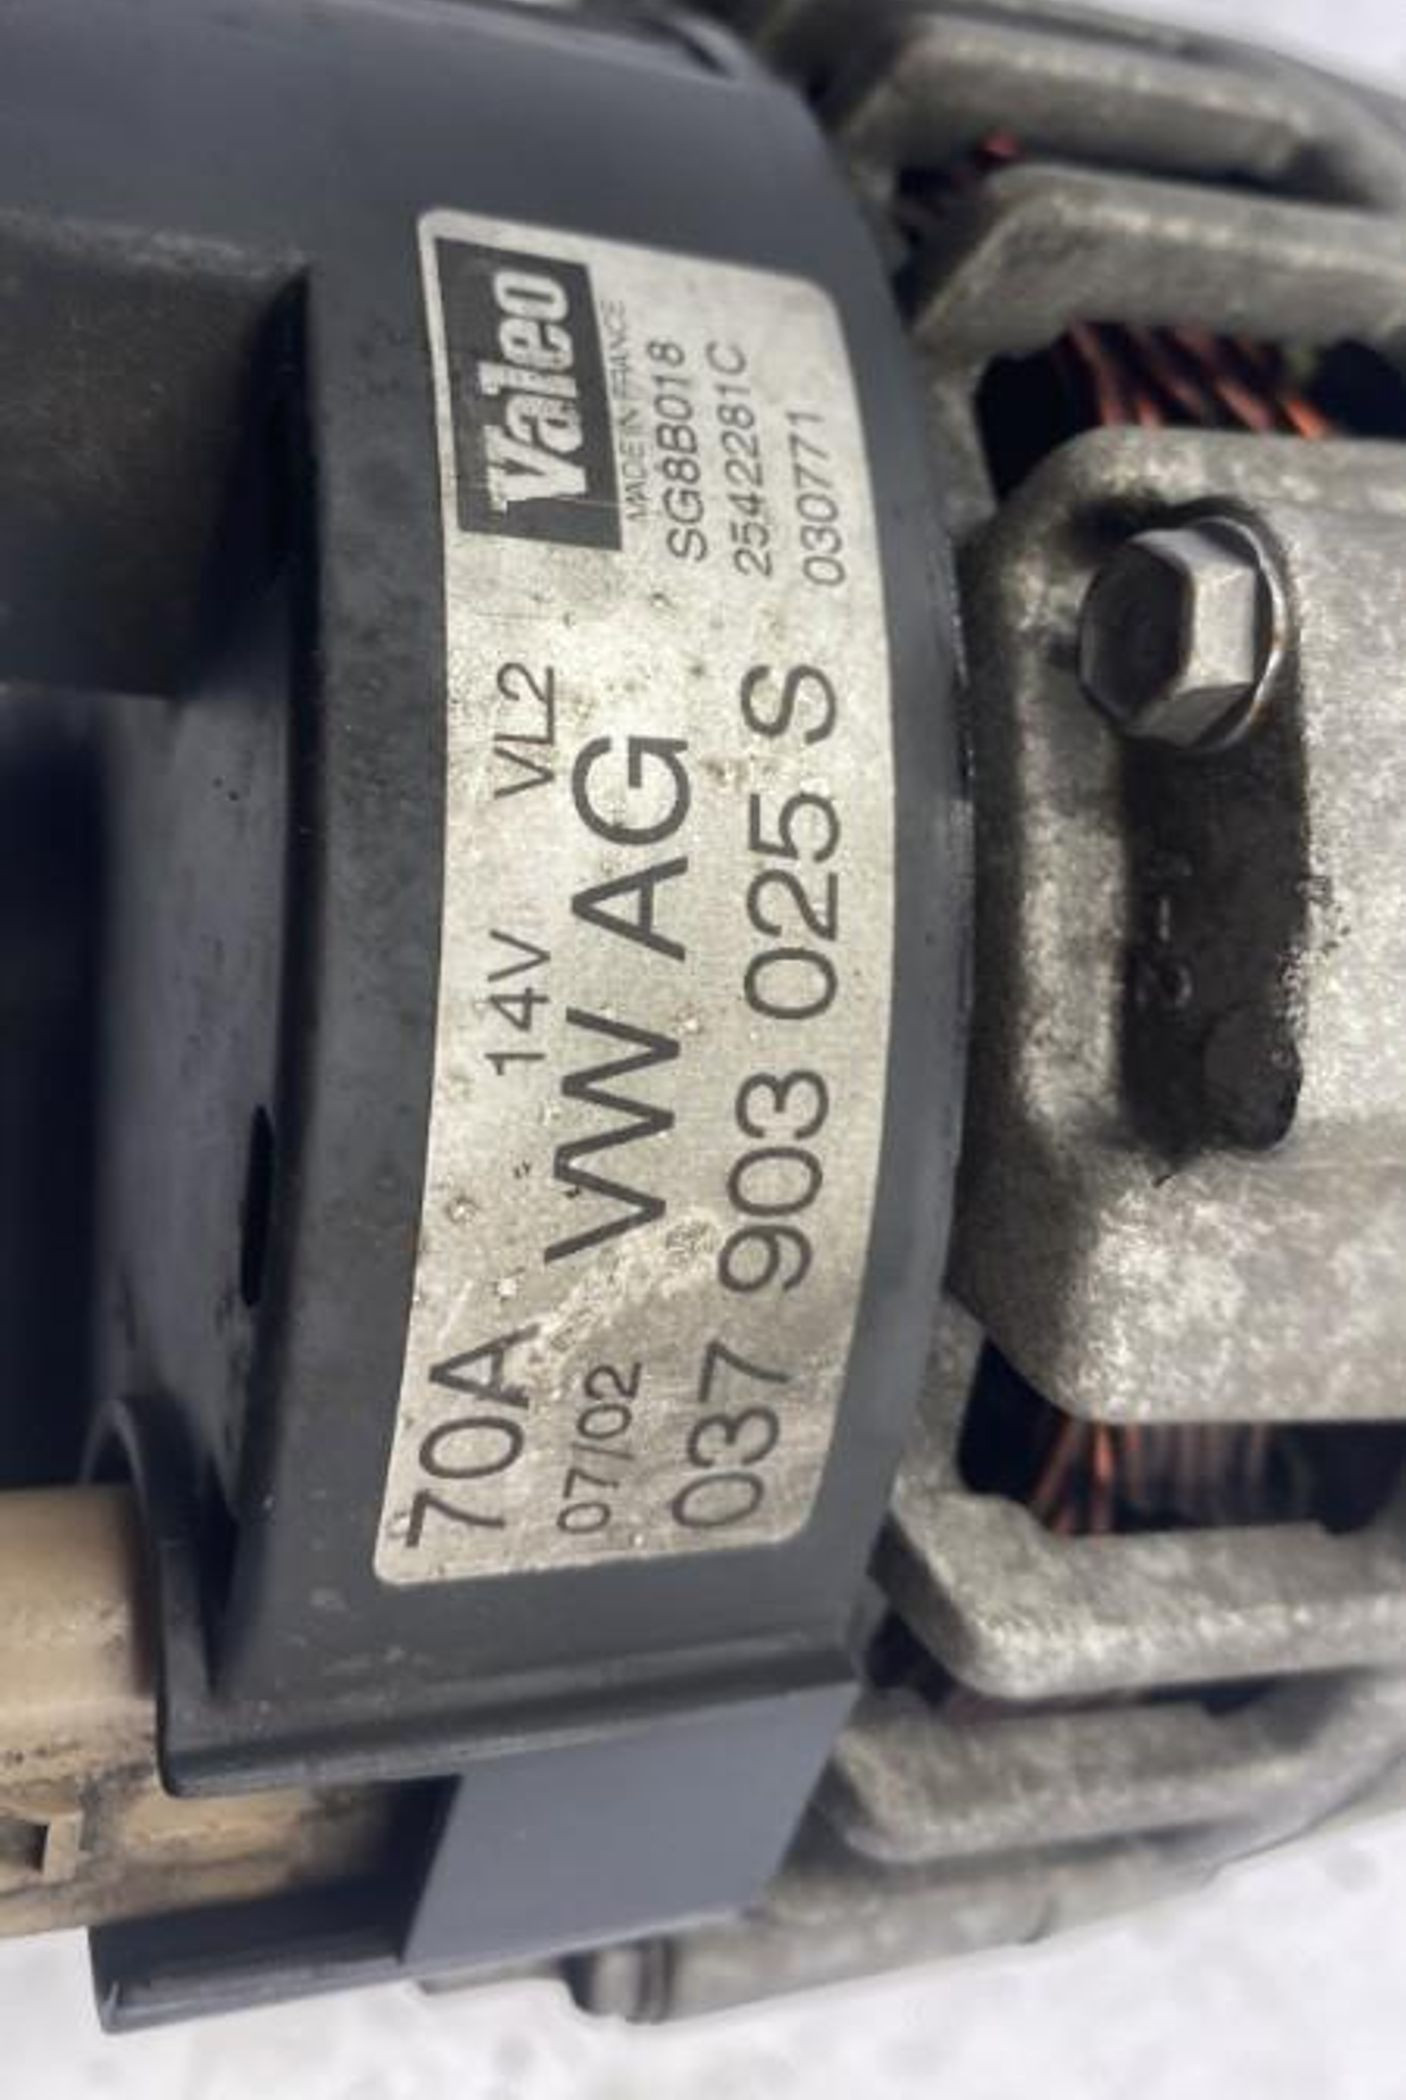 70A 14V VL2 Valeo
MADE IN FRANCE
07/02 VW AG SG8B018
2542281C
037 903 025 S 030771